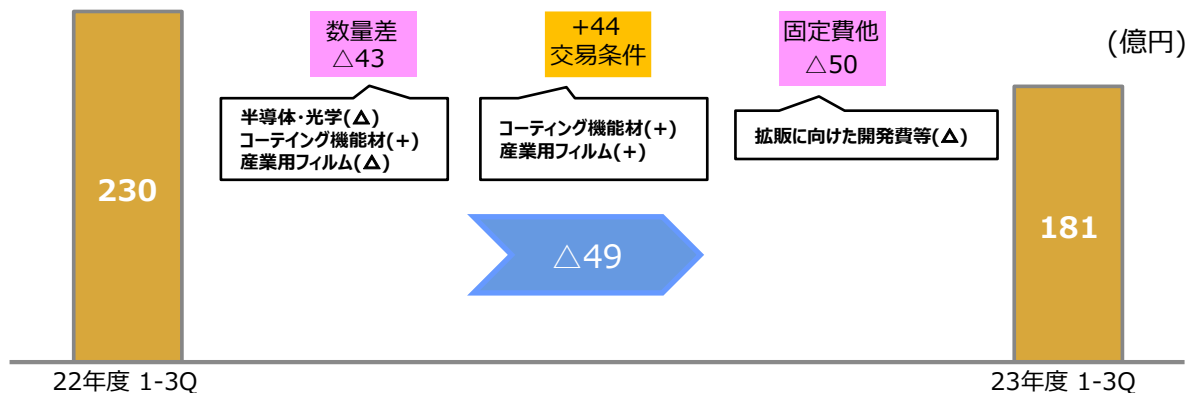 (億円)
数量差
△43
+44
交易条件
固定費他
△50
半導体・光学(△)
コーテイング機能材(+)
産業用フィルム(△)
コーティング機能材(+)
産業用フィルム(+)
拡販に向けた開発費等(△)
230
△49
181
22年度 1-3Q
23年度 1-3Q